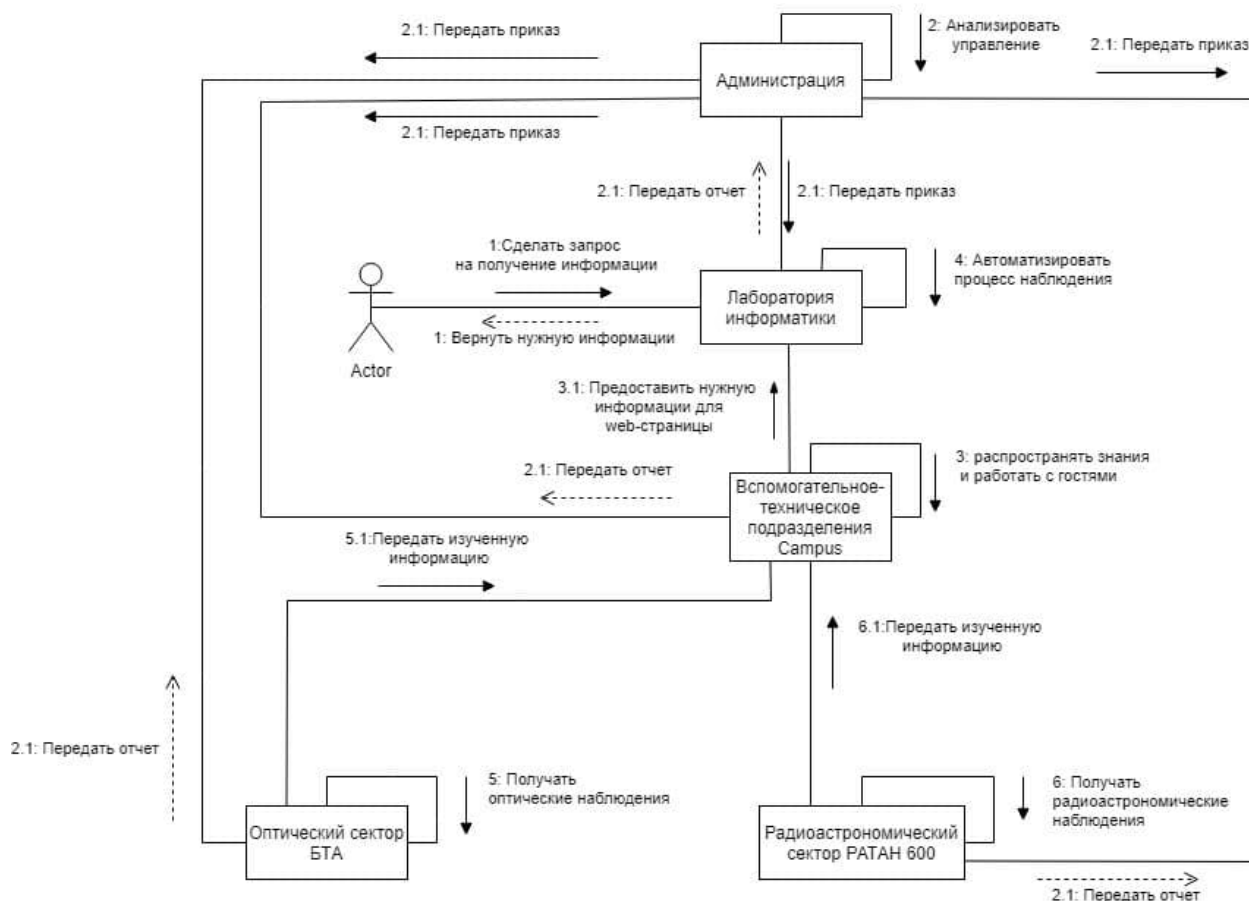 2.1: Передать приказ
2: Анализировать
управление
2.1: Передать приказ
Администрация
2.1: Передать приказ
2.1: Передать отчет
2.1: Передать приказ
1:Сделать запрос
на получение информации
4: Автоматизировать
процесс наблюдения
Лаборатория
информатики
1: Вернуть нужную информации
Actor
3.1: Предоставить нужную
информации для
web-страницы
2.1: Передать отчет
3: распространять знания
и работать с гостями
Вспомогательное-
техническое
подразделения
Campus
5.1:Передать изученную
информацию
6.1:Передать изученную
информацию
2.1: Передать отчет
5: Получать
оптические наблюдения
6: Получать
радиоастрономические
наблюдения
Оптический сектор
БТА
Радиоастрономический
сектор РАТАН 600
2.1: Передать отчет